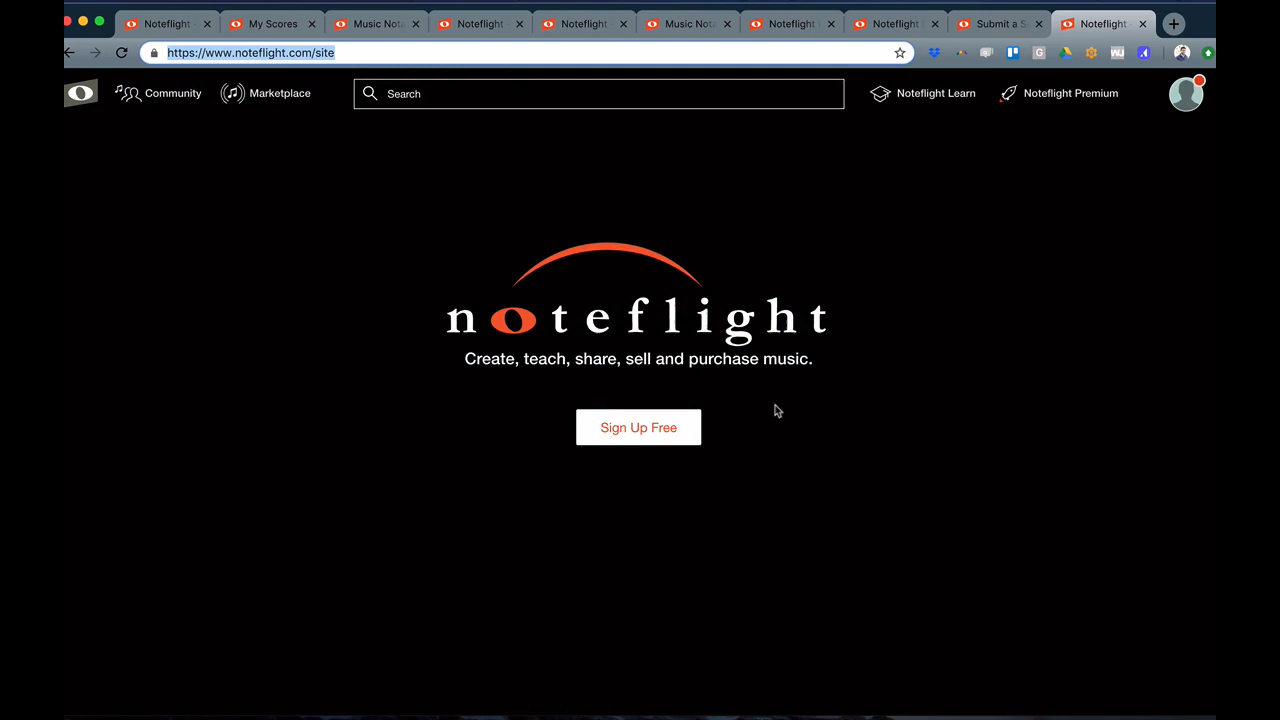 Noteflight
My Scores
Music Not
Noteflight
Noteflight
Music Not
Noteflight
Noteflight
Submit a S
Noteflight
https://www.noteflight.com/site
Community
Marketplace
Search
Noteflight Learn
Noteflight Premium
noteflight
Create, teach, share, sell and purchase music.
Sign Up Free